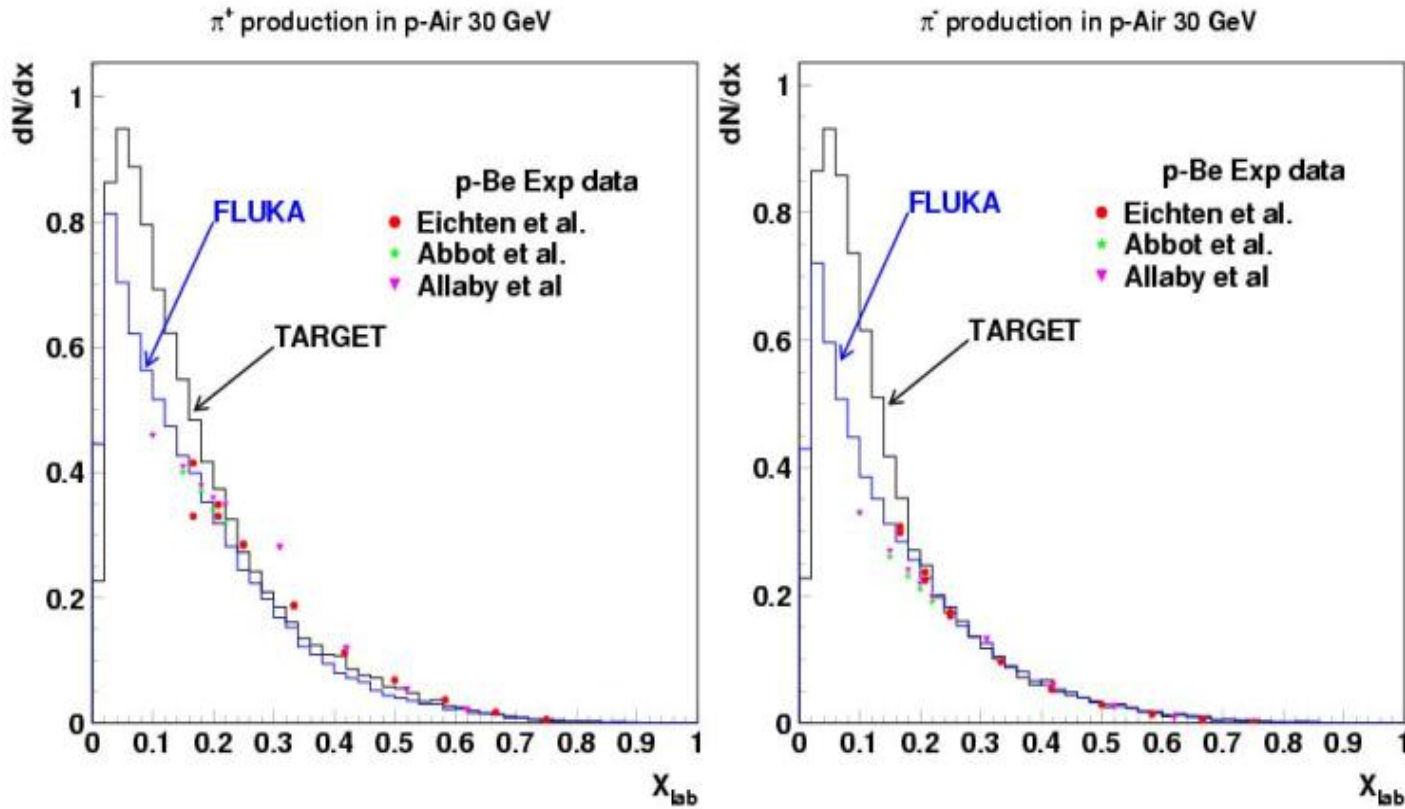 π⁺ production in p-Air 30 GeV
dN/dx
1
0.8
0.6
0.4
0.2
0
FLUKA
TARGET
p-Be Exp data
Eichten et al.
Abbot et al.
Allaby et al
0 0.1 0.2 0.3 0.4 0.5 0.6 0.7 0.8 0.9 1
X_lab
π⁻ production in p-Air 30 GeV
dN/dx
1
0.8
0.6
0.4
0.2
0
FLUKA
TARGET
p-Be Exp data
Eichten et al.
Abbot et al.
Allaby et al
0 0.1 0.2 0.3 0.4 0.5 0.6 0.7 0.8 0.9 1
X_lab